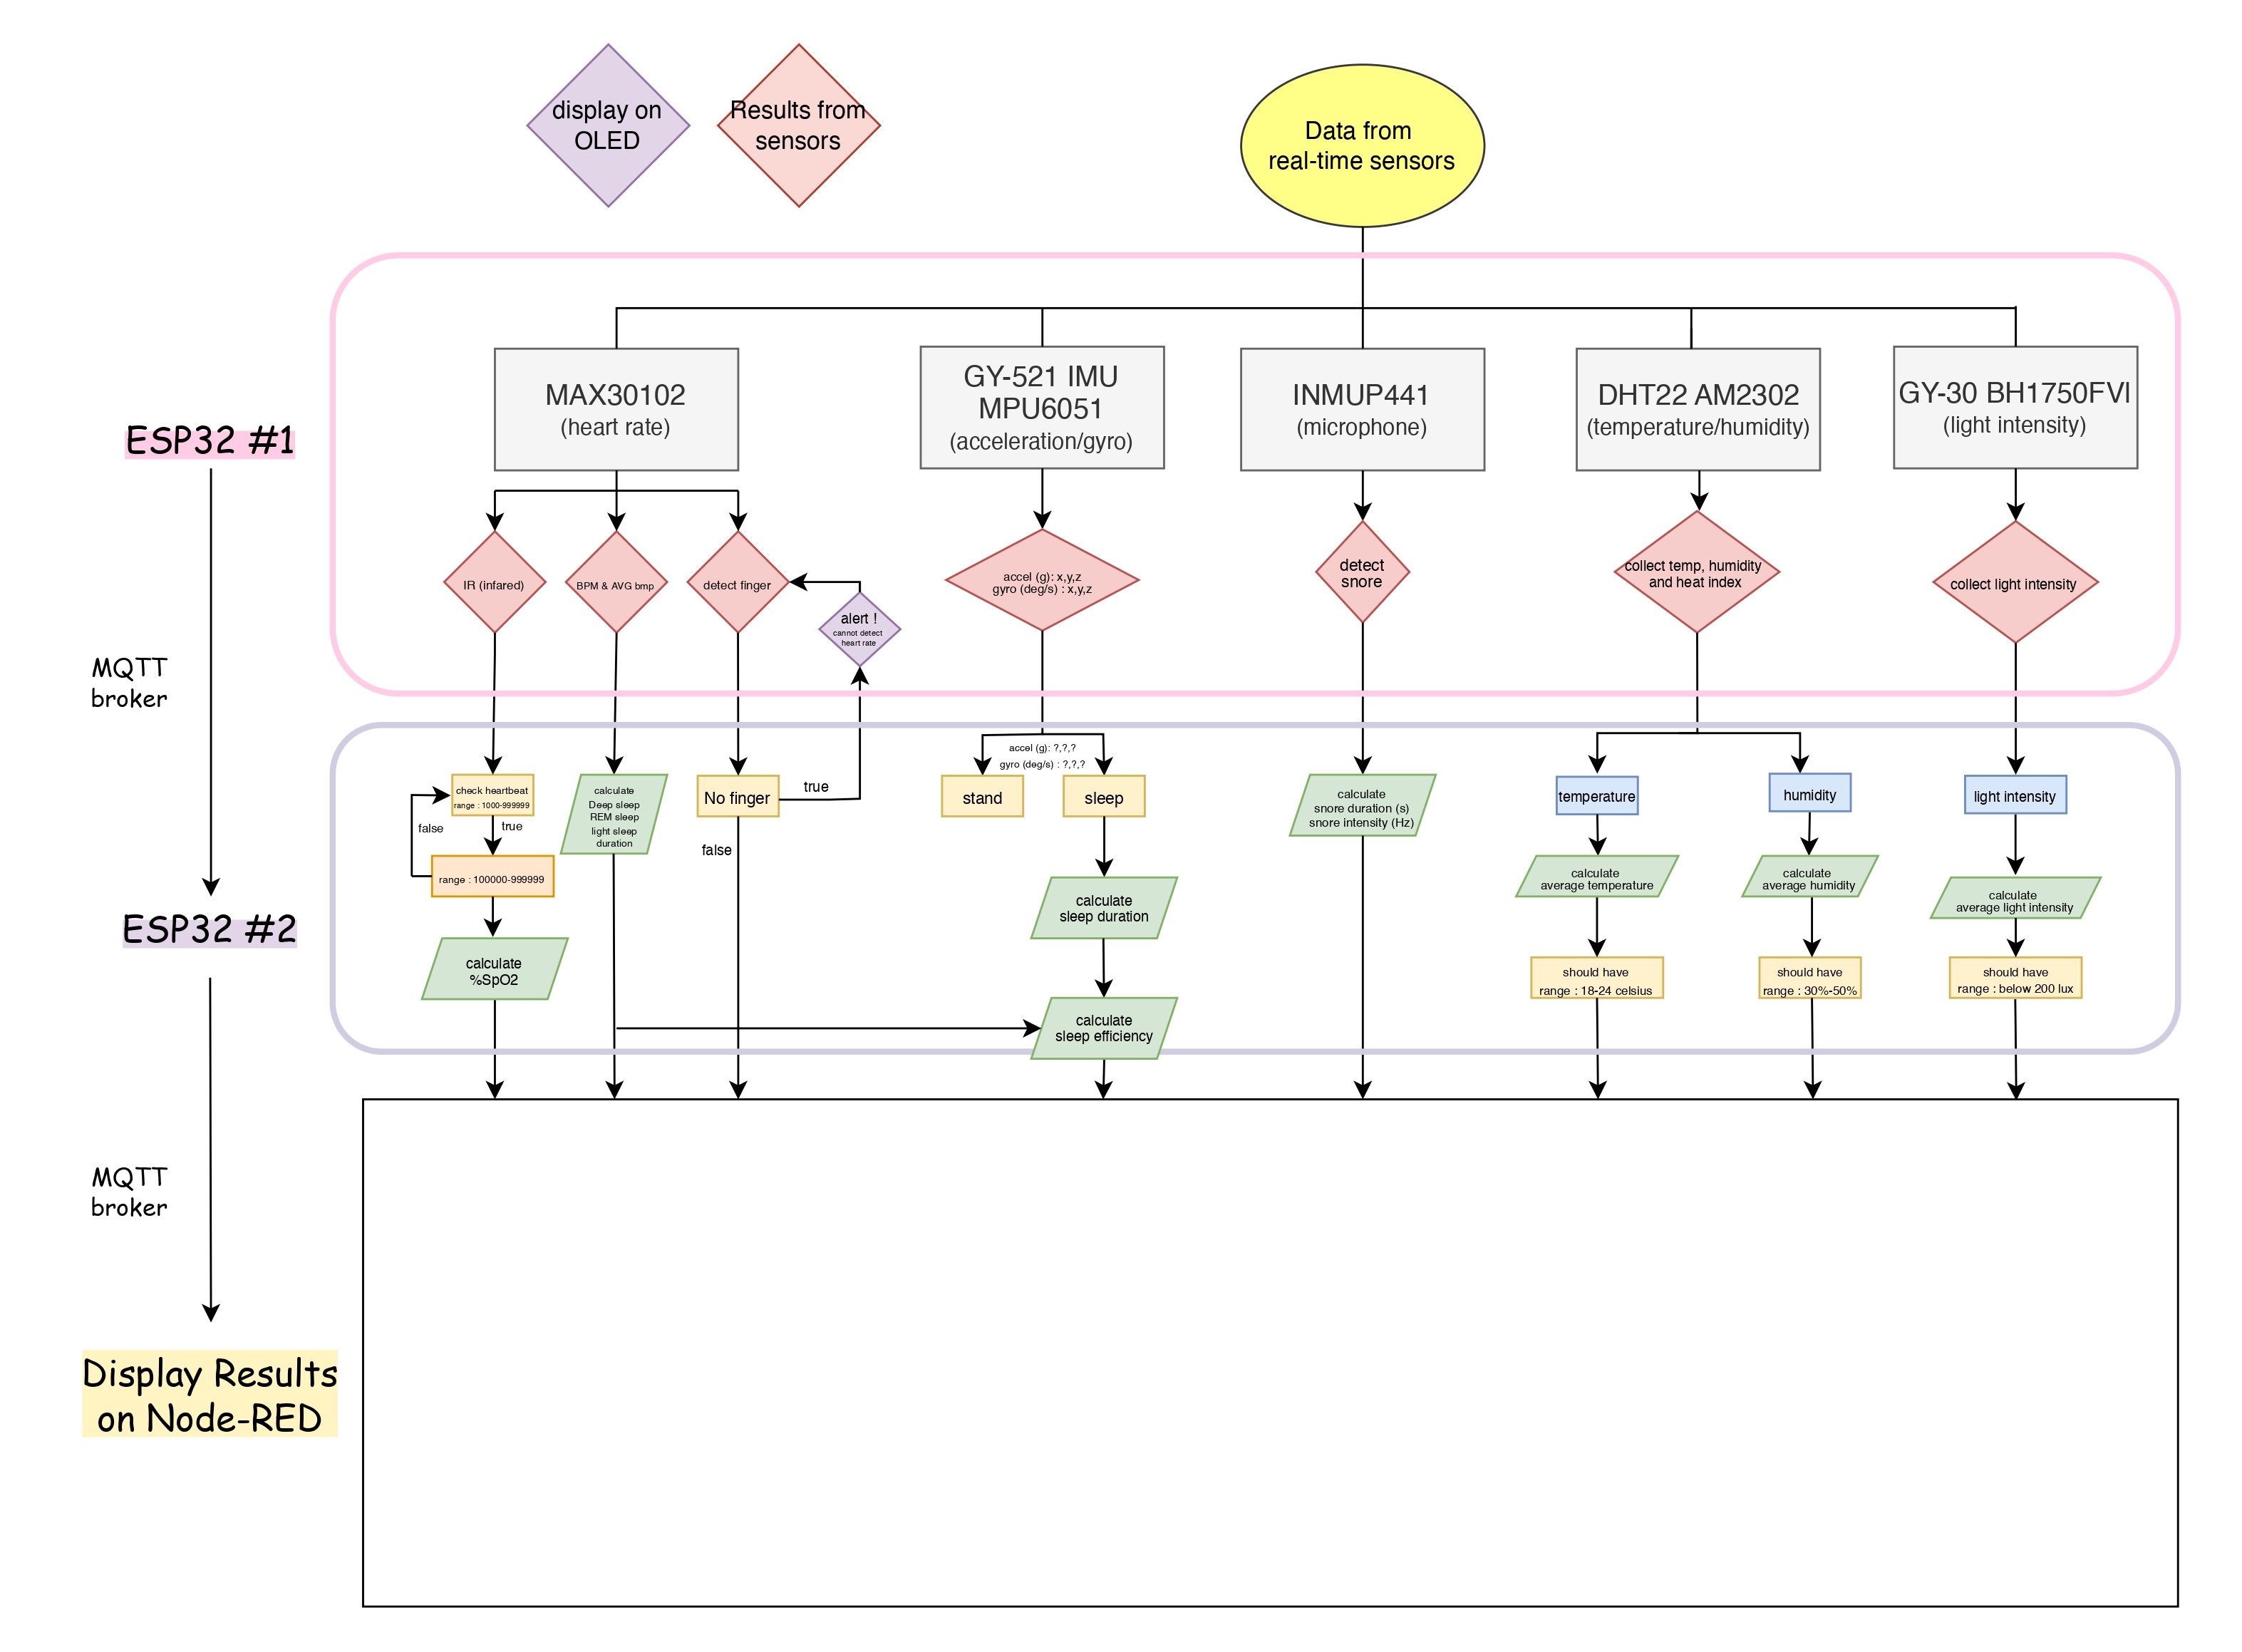 display on
OLED
Results from
sensors
Data from
real-time sensors
ESP32 #1
MAX30102
(heart rate)
GY-521 IMU
MPU6051
(acceleration/gyro)
INMUP441
(microphone)
DHT22 AM2302
(temperature/humidity)
GY-30 BH1750FVI
(light intensity)
IR (infared)
BPM & AVG bmp
detect finger
alert !
cannot detect
heart rate
accel (g): x,y,z
gyro (deg/s) : x,y,z
detect
snore
collect temp, humidity
and heat index
collect light intensity
MQTT
broker
check heartbeat
range : 1000-999999
false
true
range : 100000-999999
calculate
%SpO2
calculate
Deep sleep
REM sleep
light sleep
duration
No finger
true
false
accel (g): ?,?,?
gyro (deg/s) : ?,?,?
stand
sleep
calculate
sleep duration
calculate
sleep efficiency
calculate
snore duration (s)
snore intensity (Hz)
temperature
calculate
average temperature
should have
range : 18-24 celsius
humidity
calculate
average humidity
should have
range : 30%-50%
light intensity
calculate
average light intensity
should have
range : below 200 lux
ESP32 #2
MQTT
broker
Display Results
on Node-RED